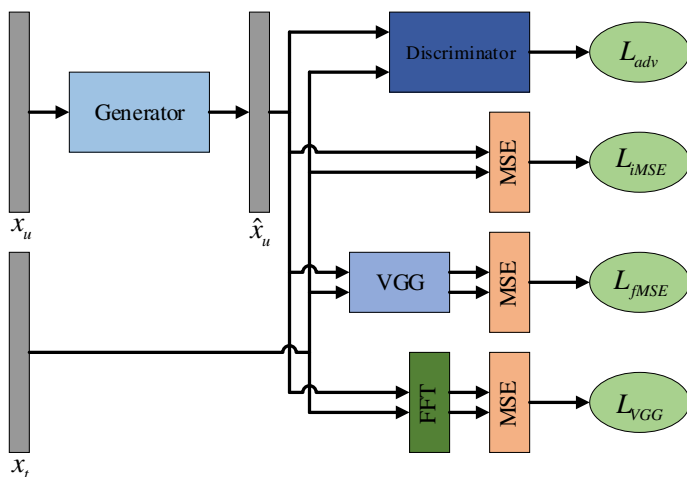 Discriminator
L_adv
Generator
MSE
L_iMSE
x_u
x̂_u
VGG
MSE
L_fMSE
FFT
MSE
L_VGG
x_t